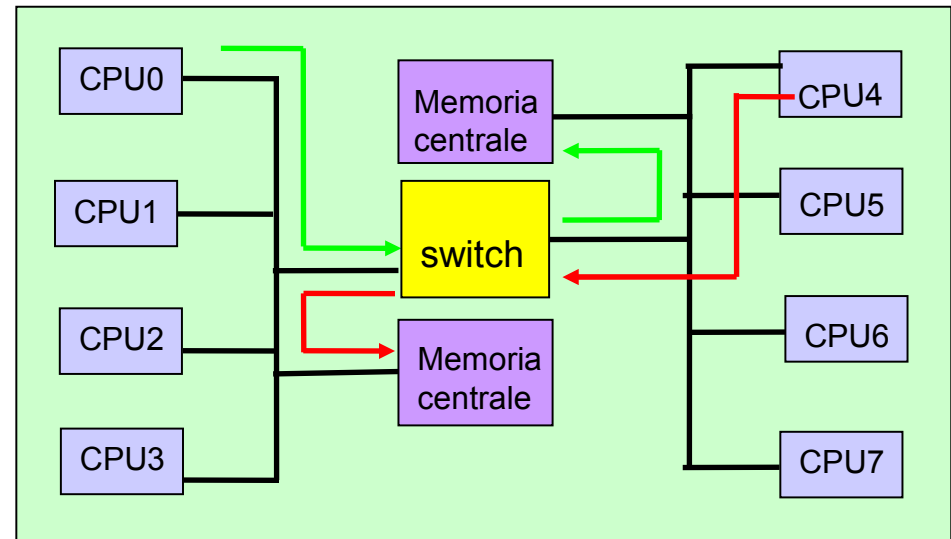 CPU0
CPU1
CPU2
CPU3
Memoria
centrale
switch
Memoria
centrale
CPU4
CPU5
CPU6
CPU7